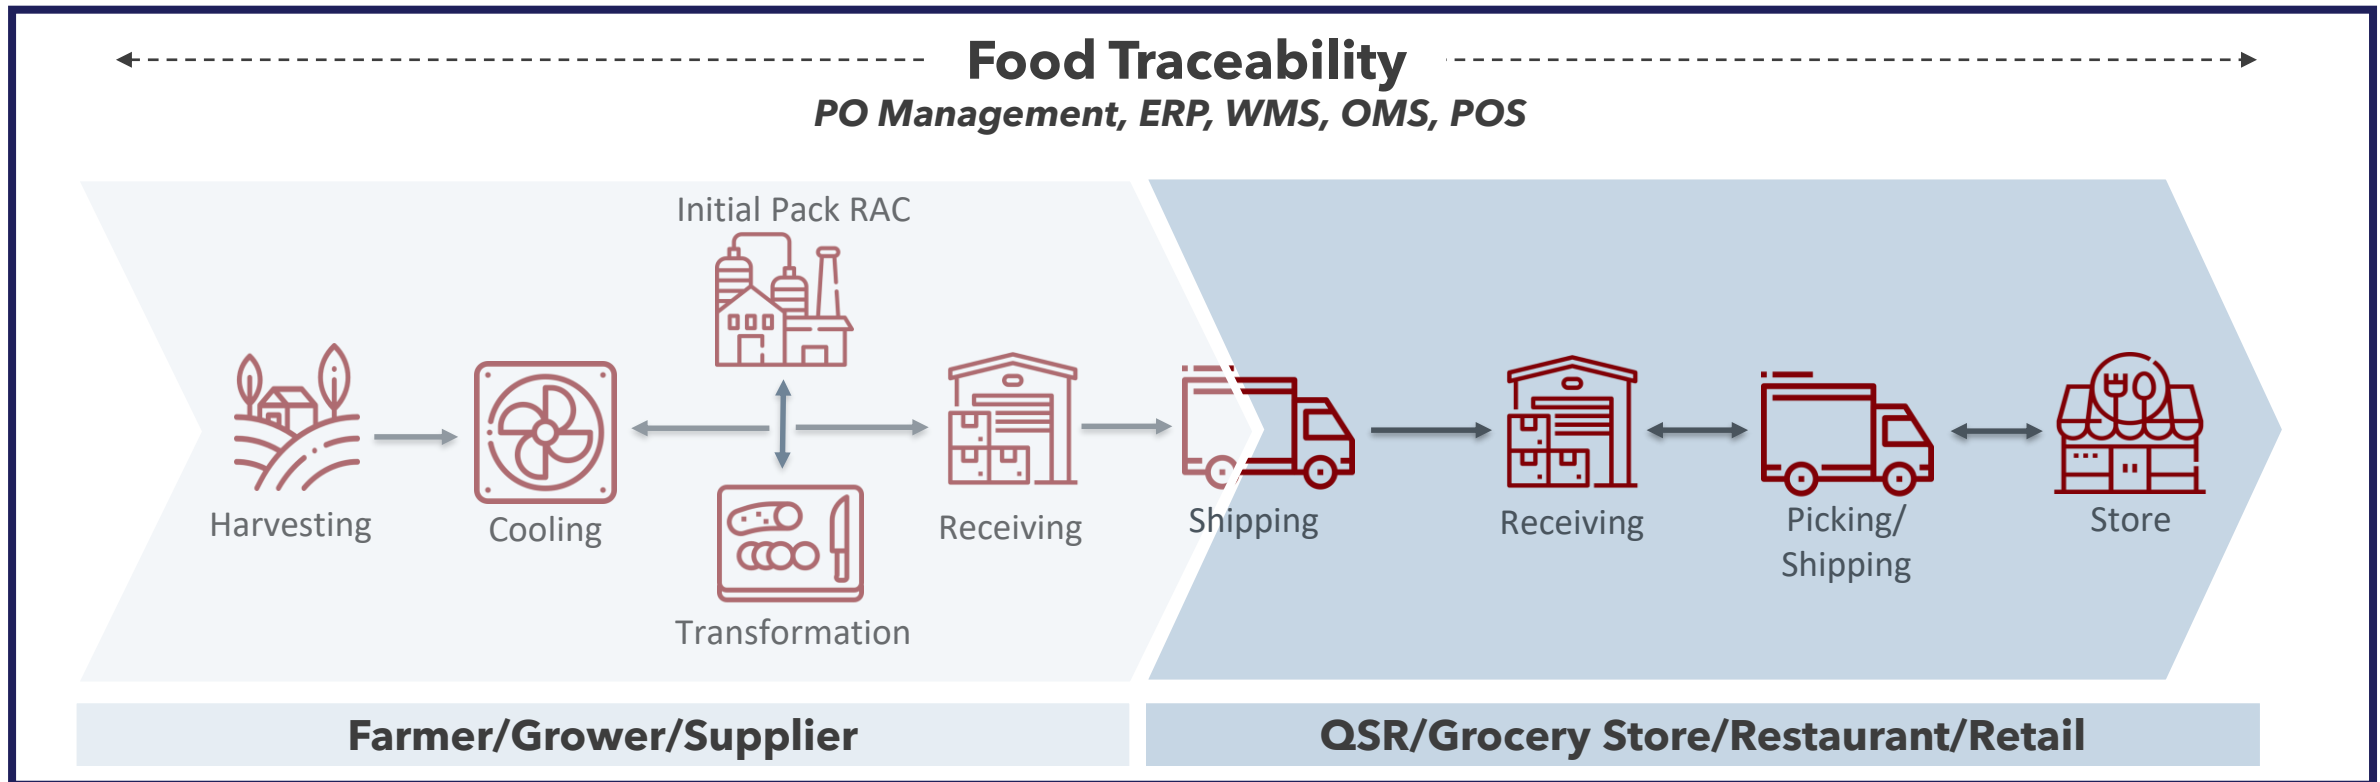 Food Traceability
PO Management, ERP, WMS, OMS, POS
Initial Pack RAC
Harvesting
Cooling
Transformation
Receiving
Shipping
Receiving
Picking/
Shipping
Store
Farmer/Grower/Supplier
QSR/Grocery Store/Restaurant/Retail